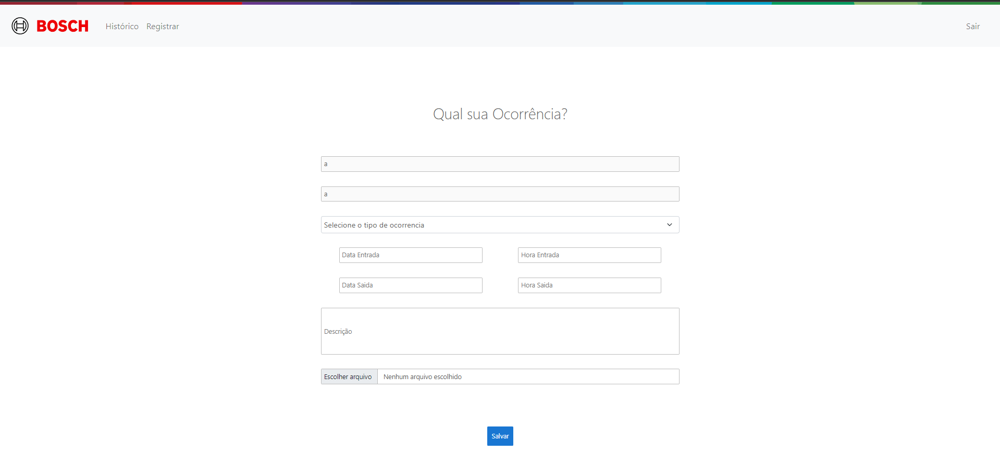 BOSCH Histórico Registrar Sair
Qual sua Ocorrência?
a
a
Selecione o tipo de ocorrencia
Data Entrada Hora Entrada
Data Saida Hora Saida
Descrição
Escolher arquivo Nenhum arquivo escolhido
Salvar